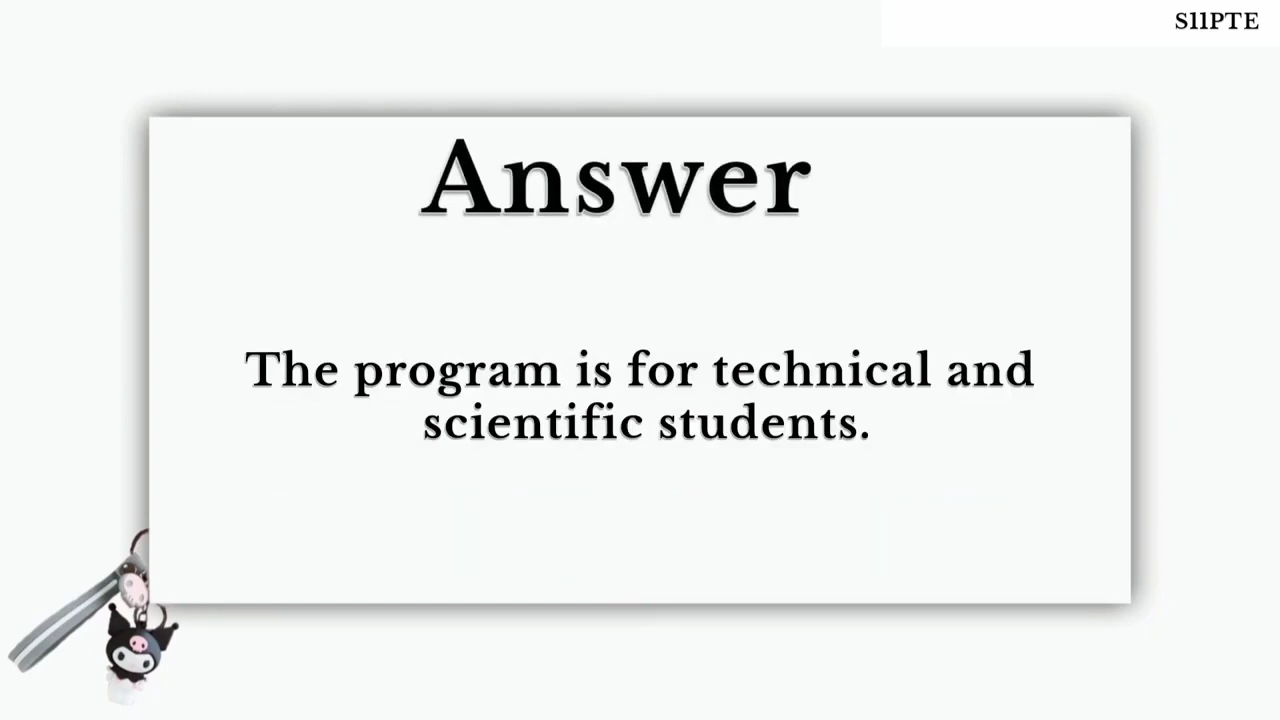 S11PTE
Answer
The program is for technical and
scientific students.